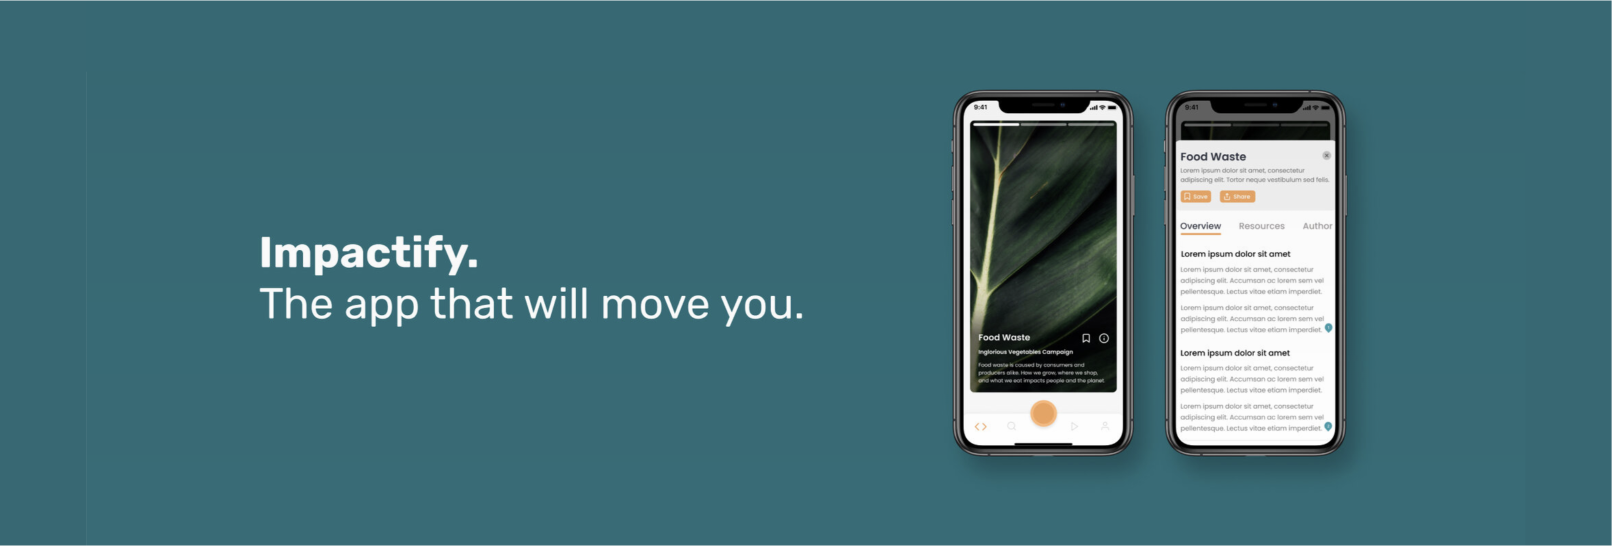 Impactify.
The app that will move you.
9:41
Food Waste
Inglorious Vegetables Campaign
Food waste is caused by consumers and
producers alike. How we grow, where we shop,
and what we eat impacts people and the planet
9:41
Food Waste
Lorem ipsum dolor sit amet, consectetur
adipiscing elit. Tortor neque vestibulum sed felis.
Save Share
Overview Resources Author
Lorem ipsum dolor sit amet
Lorem ipsum dolor sit amet, consectetur
adipiscing elit. Accumsan ac lorem sem vel
pellentesque. Lectus vitae etiam imperdiet.
Lorem ipsum dolor sit amet, consectetur
adipiscing elit. Accumsan ac lorem sem vel
pellentesque. Lectus vitae etiam imperdiet.
Lorem ipsum dolor sit amet
Lorem ipsum dolor sit amet, consectetur
adipiscing elit. Accumsan ac lorem sem vel
pellentesque. Lectus vitae etiam imperdiet.
Lorem ipsum dolor sit amet, consectetur
adipiscing elit. Accumsan ac lorem sem vel
pellentesque. Lectus vitae etiam imperdiet.